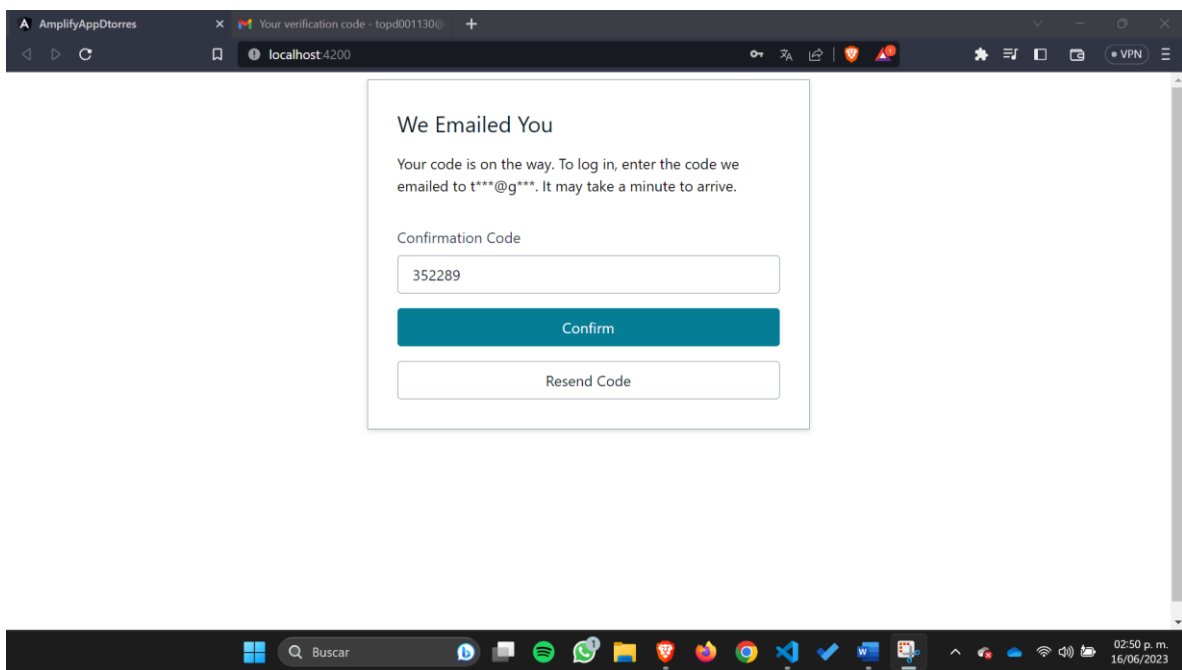 AmplifyAppDtorres
Your verification code - topd001130@
localhost:4200
VPN
We Emailed You
Your code is on the way. To log in, enter the code we
emailed to t***@g***. It may take a minute to arrive.
Confirmation Code
352289
Confirm
Resend Code
Buscar
1
02:50 p. m.
16/06/2023